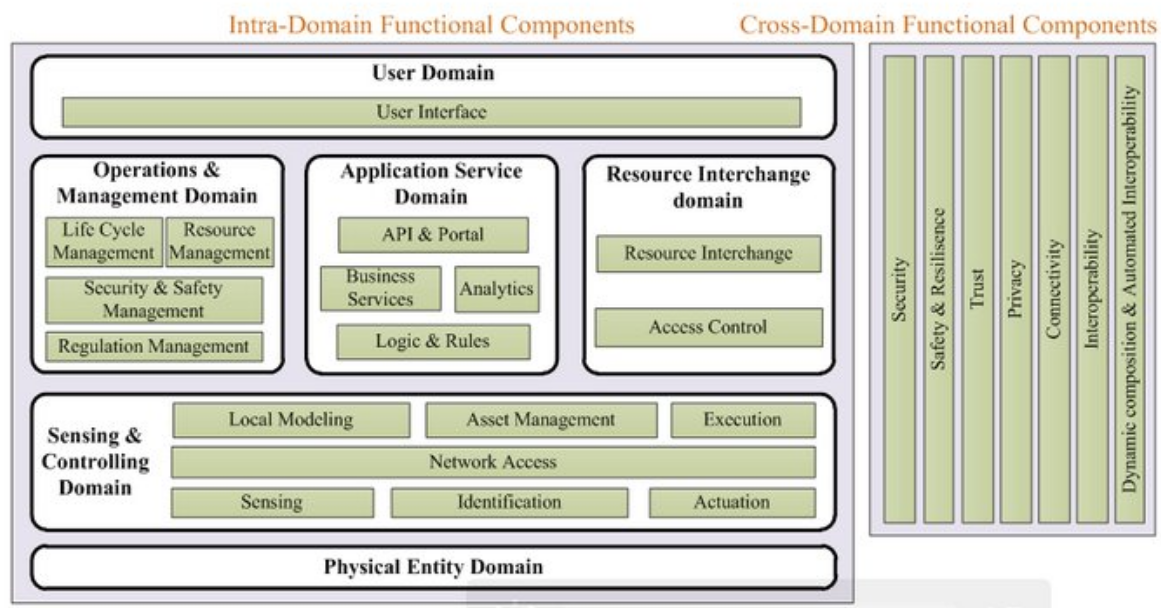 Intra-Domain Functional Components
Cross-Domain Functional Components
User Domain
User Interface
Operations &
Management Domain
Life Cycle
Management
Resource
Management
Security & Safety
Management
Regulation Management
Application Service
Domain
API & Portal
Business
Services
Analytics
Logic & Rules
Resource Interchange
domain
Resource Interchange
Access Control
Sensing &
Controlling
Domain
Local Modeling
Asset Management
Execution
Network Access
Sensing
Identification
Actuation
Physical Entity Domain
Security
Safety & Resilisence
Trust
Privacy
Connectivity
Interoperability
Dynamic composition & Automated Interoperability